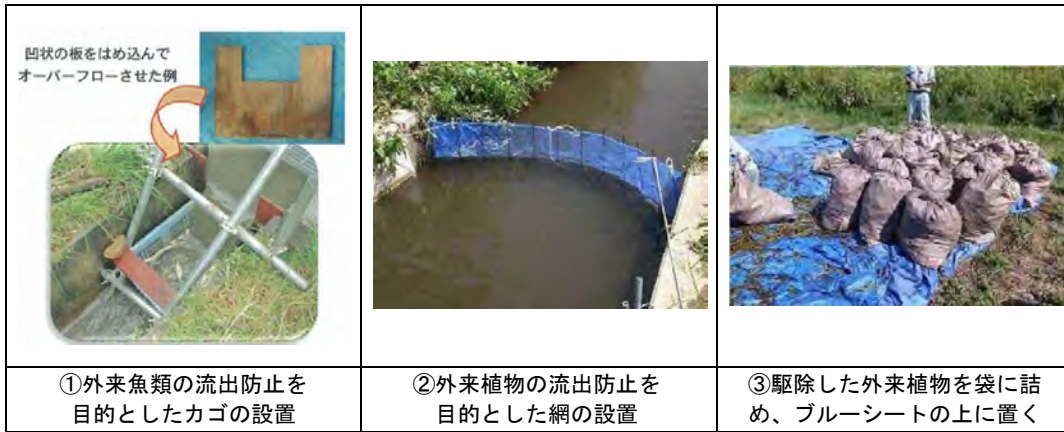 凹状の板をはめ込んで
オーバーフローさせた例
①外来魚類の流出防止を
目的としたカゴの設置
②外来植物の流出防止を
目的とした網の設置
③駆除した外来植物を袋に詰
め、ブルーシートの上に置く